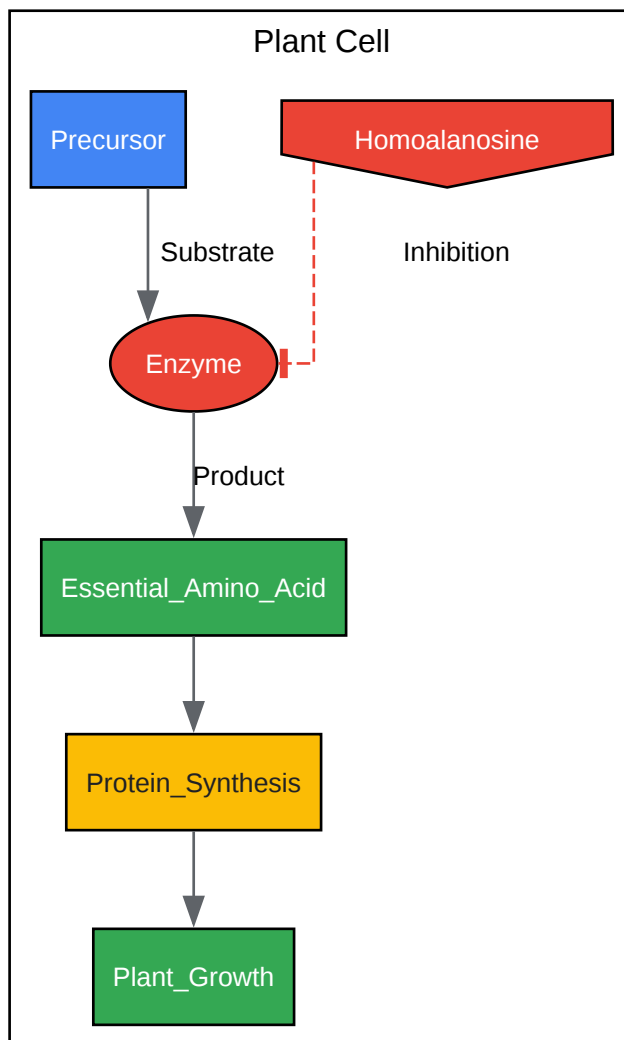 Plant Cell
Precursor
Homoalanosine
Substrate
Inhibition
Enzyme
Product
Essential_Amino_Acid
Protein_Synthesis
Plant_Growth